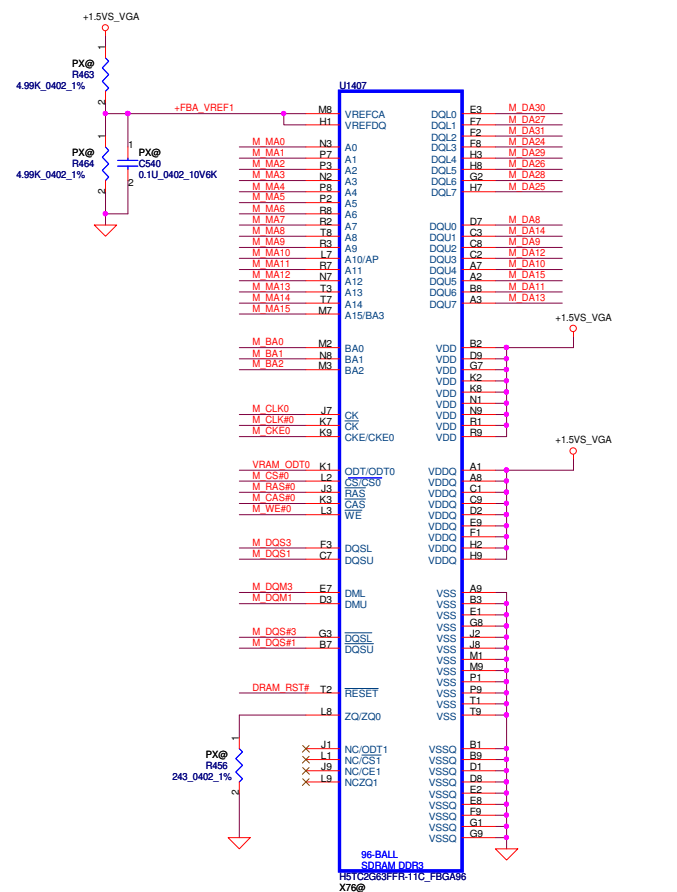 +1.5VS_VGA
1
PX@
R463
4.99K_0402_1%
2
+FBA_VREF1
1
PX@
R464
4.99K_0402_1%
2
1
PX@
C540
0.1U_0402_10V6K
2
U1407
M8 VREFCA
H1 VREFDQ
M_MA0 N3 A0
M_MA1 P7 A1
M_MA2 P3 A2
M_MA3 N2 A3
M_MA4 P8 A4
M_MA5 P2 A5
M_MA6 R8 A6
M_MA7 R2 A7
M_MA8 T8 A8
M_MA9 R3 A9
M_MA10 L7 A10/AP
M_MA11 R7 A11
M_MA12 N7 A12
M_MA13 T3 A13
M_MA14 T7 A14
M_MA15 M7 A15/BA3
M_BA0 M2 BA0
M_BA1 N8 BA1
M_BA2 M3 BA2
M_CLK0 J7 CK
M_CLK#0 K7 CK
M_CKE0 K9 CKE/CKE0
VRAM_ODT0 K1 ODT/ODT0
M_CS#0 L2 CS/CS0
M_RAS#0 J3 RAS
M_CAS#0 K3 CAS
M_WE#0 L3 WE
M_DQS3 F3 DQSL
M_DQS1 C7 DQSU
M_DQM3 E7 DML
M_DQM1 D3 DMU
M_DQS#3 G3 DQSL
M_DQS#1 B7 DQSU
DRAM_RST# T2 RESET
L8 ZQ/ZQ0
1
PX@
R456
243_0402_1%
2
J1 NC/ODT1
L1 NC/CS1
J9 NC/CE1
L9 NCZQ1
DQL0 E3 M_DA30
DQL1 F7 M_DA27
DQL2 F2 M_DA31
DQL3 F8 M_DA24
DQL4 H3 M_DA29
DQL5 H8 M_DA26
DQL6 G2 M_DA28
DQL7 H7 M_DA25
DQU0 D7 M_DA8
DQU1 C3 M_DA14
DQU2 C8 M_DA9
DQU3 C2 M_DA12
DQU4 A7 M_DA10
DQU5 A2 M_DA15
DQU6 B8 M_DA11
DQU7 A3 M_DA13
+1.5VS_VGA
VDD B2
VDD D9
VDD G7
VDD K2
VDD K8
VDD N1
VDD N9
VDD R1
VDD R9
+1.5VS_VGA
VDDQ A1
VDDQ A8
VDDQ C1
VDDQ C9
VDDQ D2
VDDQ E9
VDDQ F1
VDDQ H2
VDDQ H9
VSS A9
VSS B3
VSS E1
VSS G8
VSS J2
VSS J8
VSS M1
VSS M9
VSS P1
VSS P9
VSS T1
VSS T9
VSSQ B1
VSSQ B9
VSSQ D1
VSSQ D8
VSSQ E2
VSSQ E8
VSSQ F9
VSSQ G1
VSSQ G9
96-BALL
SDRAM DDR3
H5TC2G63FFR-11C_FBGA96
X76@